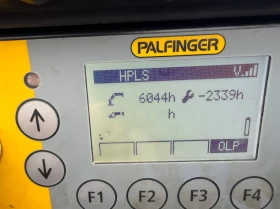 PALFINGER
HPLS V
6044h -2339h
h
OLP
F1 F2 F3 F4